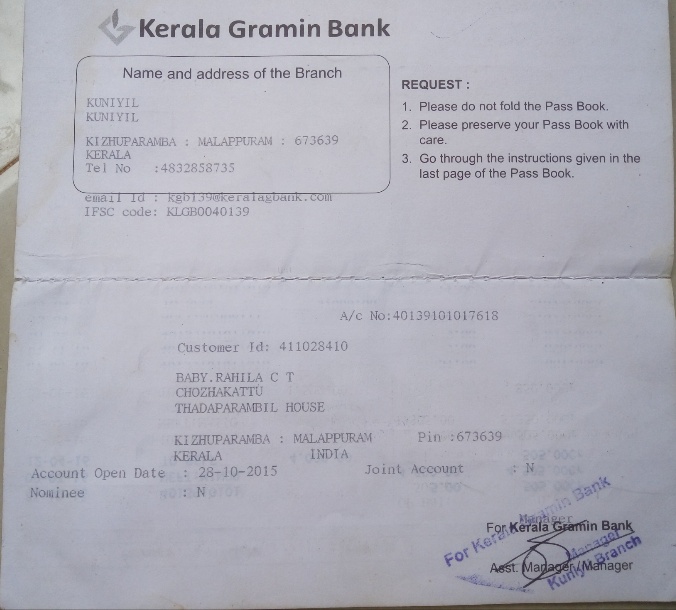 Kerala Gramin Bank
Name and address of the Branch
KUNIYIL
KUNIYIL
KIZHUPARAMBA : MALAPPURAM : 673639
KERALA
Tel No :4832858735
email Id : kgb139@keralagbank.com
IFSC code: KLGB0040139
REQUEST :
1. Please do not fold the Pass Book.
2. Please preserve your Pass Book with
care.
3. Go through the instructions given in the
last page of the Pass Book.
A/c No:40139101017618
Customer Id: 411028410
BABY.RAHILA C T
CHOZHAKATTU
THADAPARAMBIL HOUSE
KIZHUPARAMBA : MALAPPURAM Pin :673639
KERALA INDIA
Account Open Date : 28-10-2015 Joint Account : N
Nominee : N
Manager
For Kerala Gramin Bank
Asst. Manager/Manager
For Kerala Gramin Bank
Manager
Kuniyil Branch